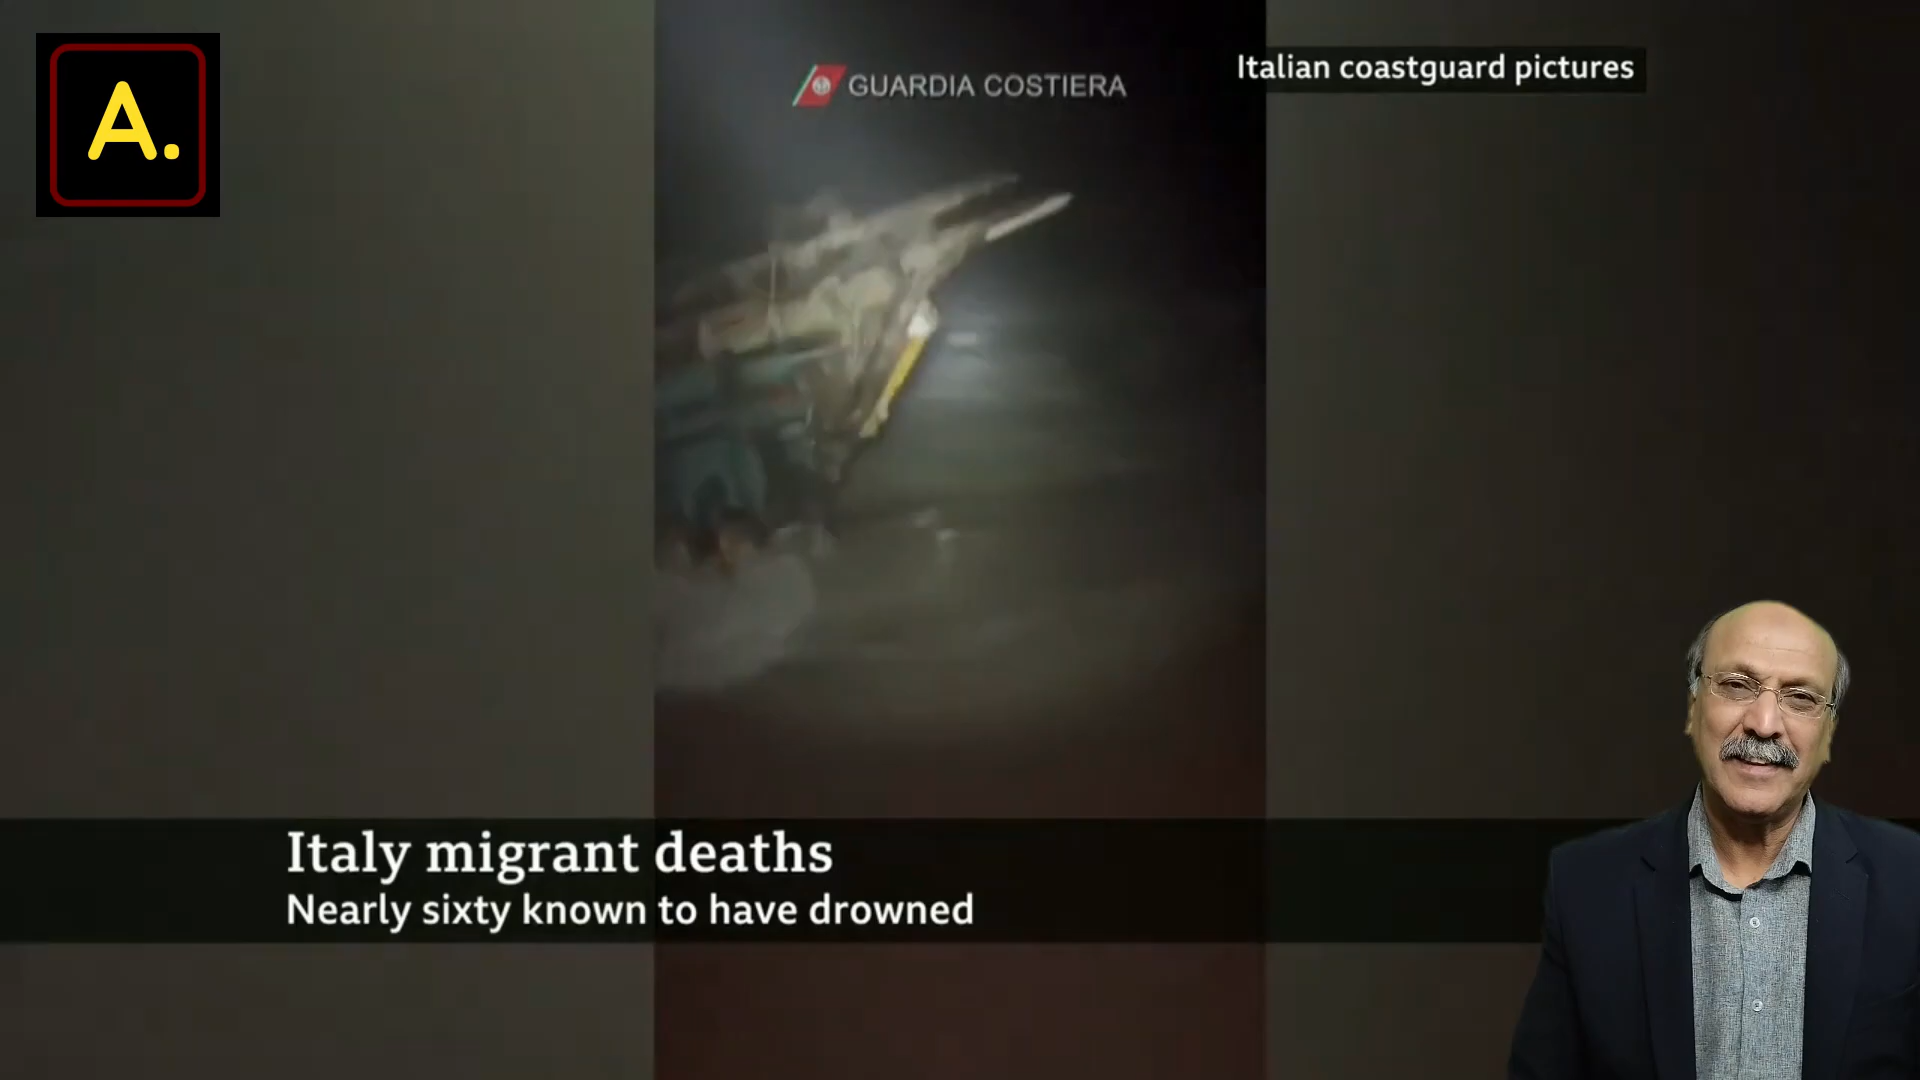 A.
GUARDIA COSTIERA
Italian coastguard pictures
Italy migrant deaths
Nearly sixty known to have drowned